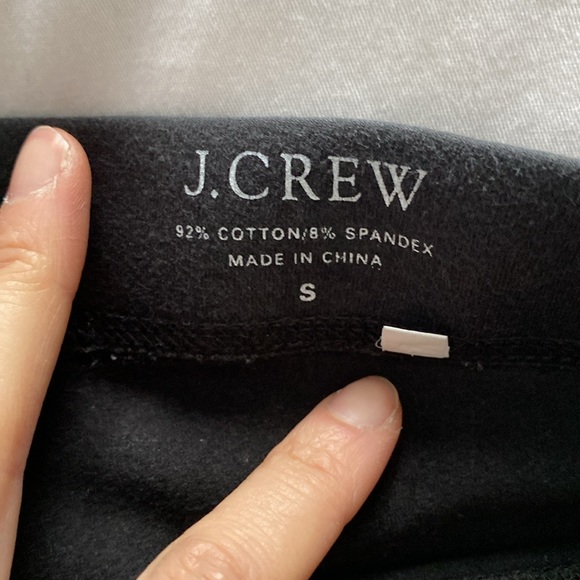 J.CREW
92% COTTON/8% SPANDEX
MADE IN CHINA
S